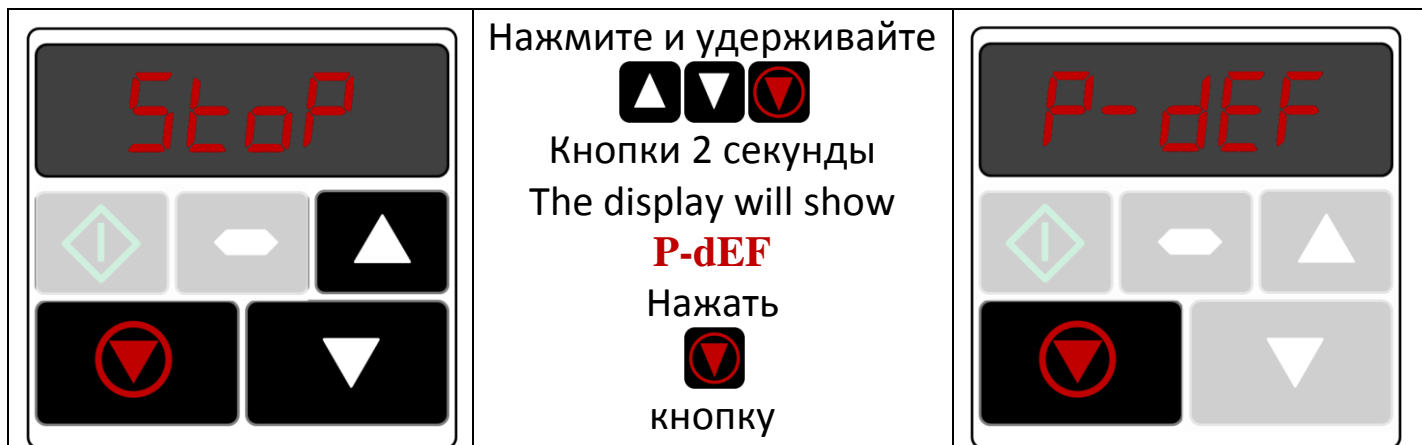 StoP
Нажмите и удерживайте
Кнопки 2 секунды
The display will show
P-dEF
Нажать
кнопку
P-dEF